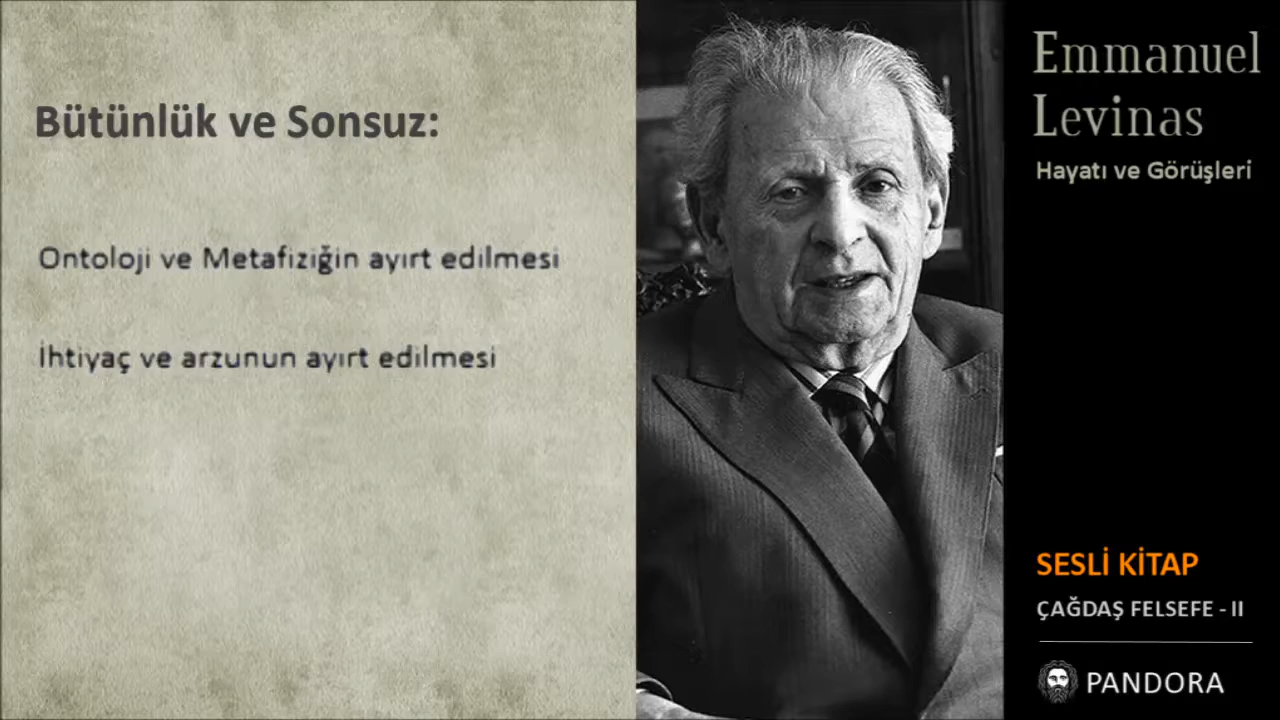 Bütünlük ve Sonsuz:
Ontoloji ve Metafiziğin ayırt edilmesi
İhtiyaç ve arzunun ayırt edilmesi
Emmanuel
Levinas
Hayatı ve Görüşleri
SESLİ KİTAP
ÇAĞDAŞ FELSEFE - II
PANDORA